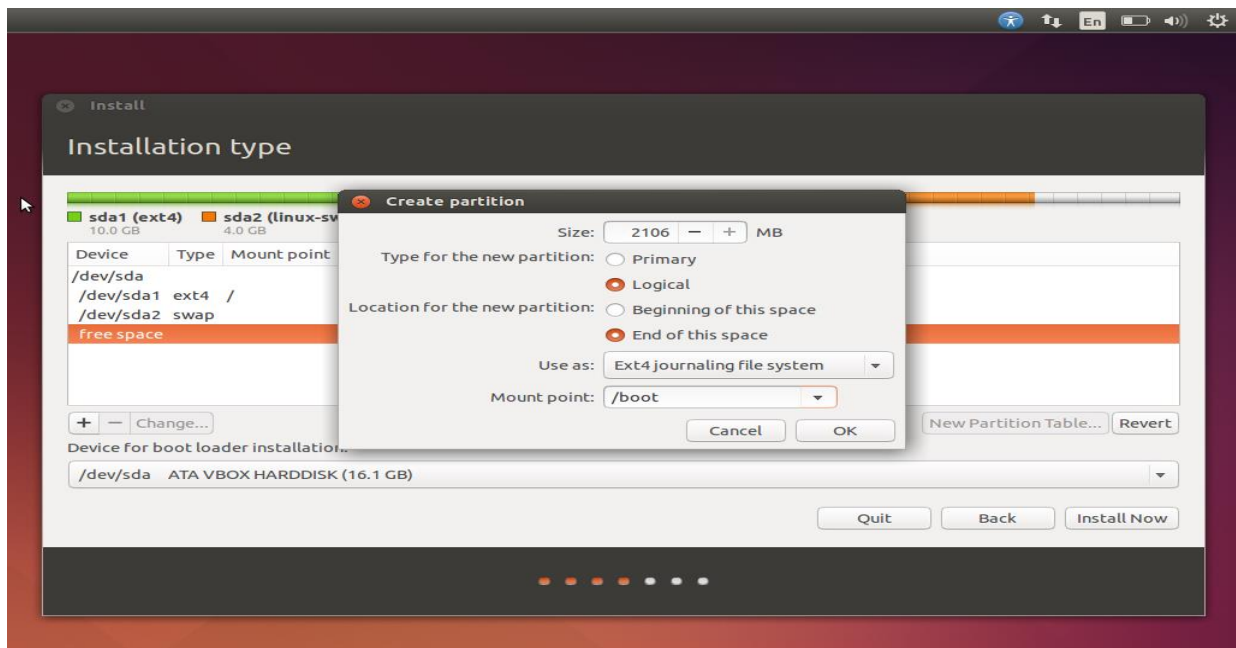 En
Install
Installation type
Create partition
sda1 (ext4) sda2 (linux-sw
10.0 GB 4.0 GB
Size: 2106 − + MB
Device Type Mount point
Type for the new partition: Primary
/dev/sda
Logical
/dev/sda1 ext4 /
Location for the new partition: Beginning of this space
/dev/sda2 swap
free space
End of this space
Use as: Ext4 journaling file system
Mount point: /boot
+ − Change...
Cancel OK
New Partition Table... Revert
Device for boot loader installation:
/dev/sda ATA VBOX HARDDISK (16.1 GB)
Quit Back Install Now